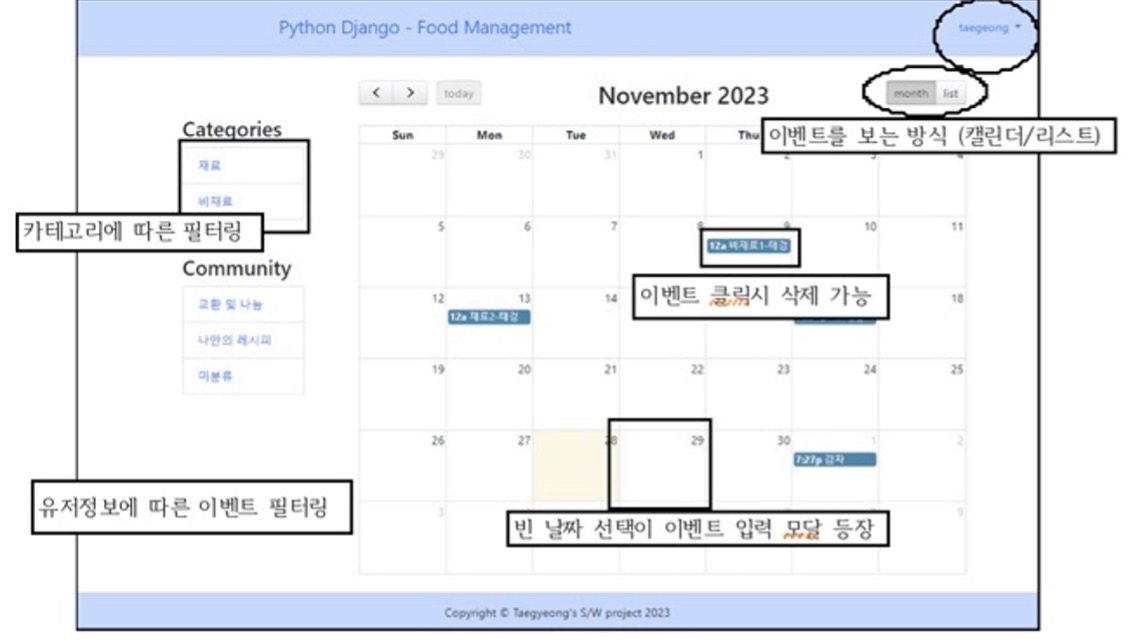 Python Django - Food Management
taegeong
today
November 2023
month list
이벤트를 보는 방식 (캘린더/리스트)
Categories
재료
비재료
카테고리에 따른 필터링
Sun Mon Tue Wed Thu
29 30 31 1 2 3 4
5 6 7 8 9 10 11
12a 비재료1-태경
이벤트 클릭시 삭제 가능
Community
교환 및 나눔
나만의 레시피
미분류
12 13 14 18
12a 재료2-태경
19 20 21 22 23 24 25
26 27 28 29 30 1 2
7:27p 감자
유저정보에 따른 이벤트 필터링
3 9
빈 날짜 선택이 이벤트 입력 모달 등장
Copyright © Taegyeong's S/W project 2023